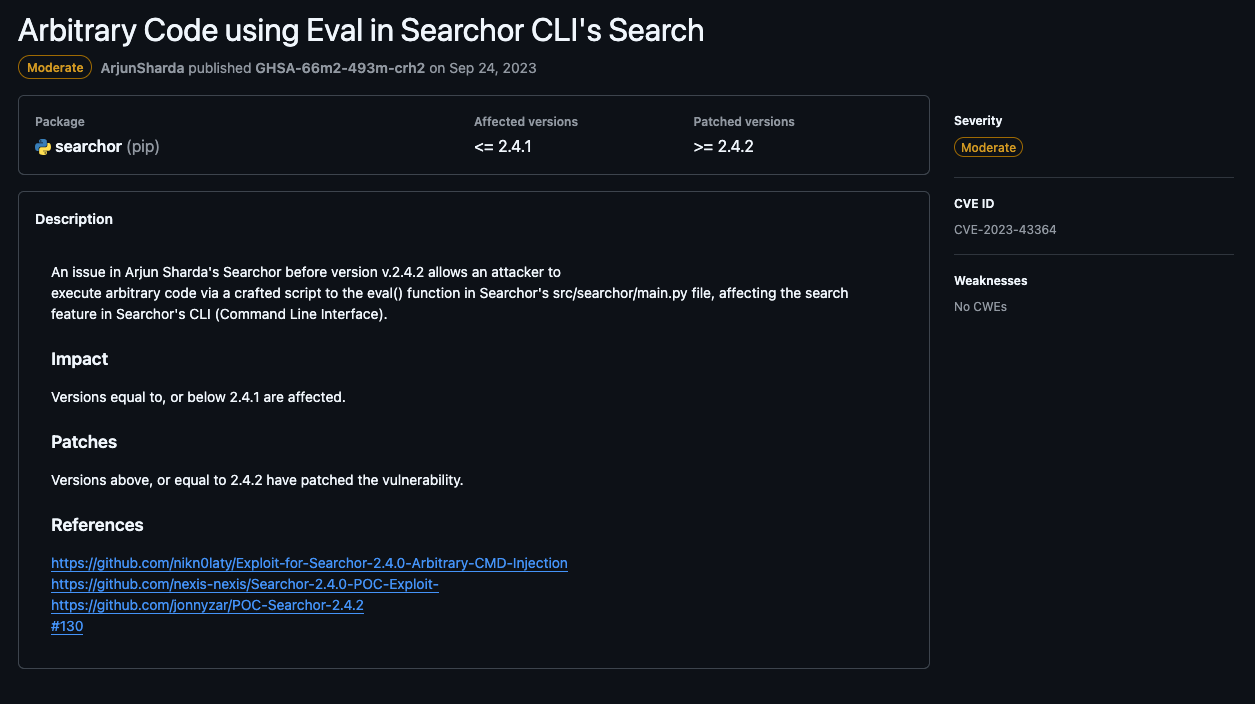 Arbitrary Code using Eval in Searchor CLI's Search
Moderate ArjunSharda published GHSA-66m2-493m-crh2 on Sep 24, 2023
Package
searchor (pip)
Affected versions
<= 2.4.1
Patched versions
>= 2.4.2
Description
An issue in Arjun Sharda's Searchor before version v.2.4.2 allows an attacker to
execute arbitrary code via a crafted script to the eval() function in Searchor's src/searchor/main.py file, affecting the search
feature in Searchor's CLI (Command Line Interface).
Impact
Versions equal to, or below 2.4.1 are affected.
Patches
Versions above, or equal to 2.4.2 have patched the vulnerability.
References
https://github.com/nikn0laty/Exploit-for-Searchor-2.4.0-Arbitrary-CMD-Injection
https://github.com/nexis-nexis/Searchor-2.4.0-POC-Exploit-
https://github.com/jonnyzar/POC-Searchor-2.4.2
#130
Severity
Moderate
CVE ID
CVE-2023-43364
Weaknesses
No CWEs